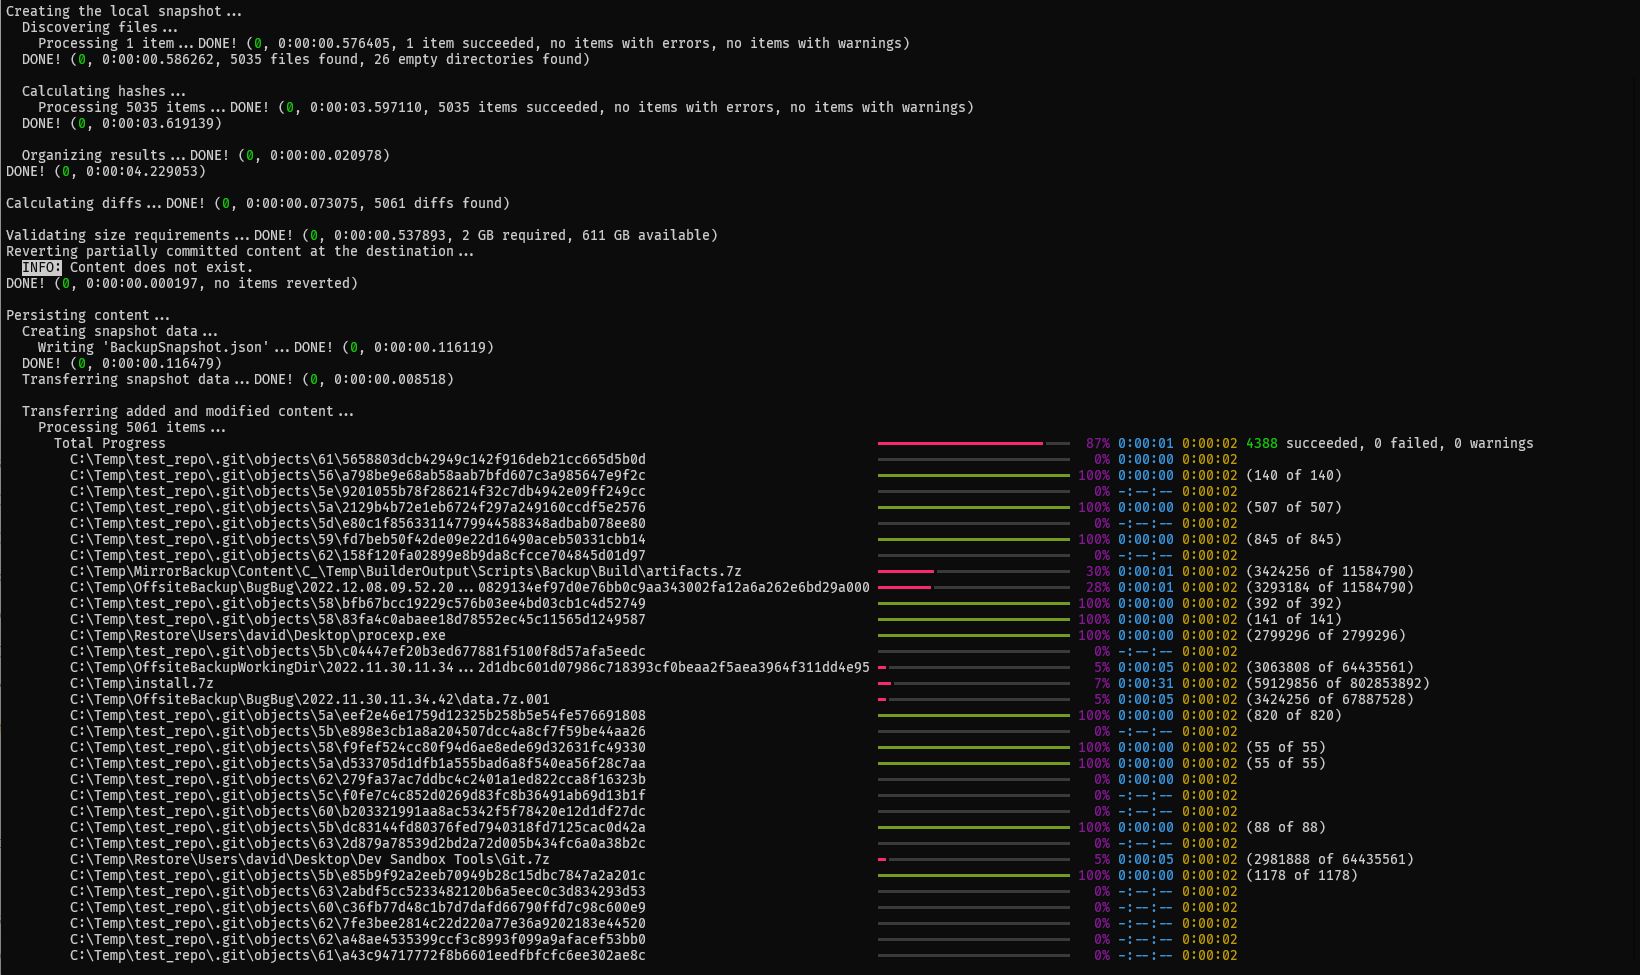 Creating the local snapshot...
Discovering files...
Processing 1 item...DONE! (0, 0:00:00.576405, 1 item succeeded, no items with errors, no items with warnings)
DONE! (0, 0:00:00.586262, 5035 files found, 26 empty directories found)
Calculating hashes...
Processing 5035 items...DONE! (0, 0:00:03.597110, 5035 items succeeded, no items with errors, no items with warnings)
DONE! (0, 0:00:03.619139)
Organizing results...DONE! (0, 0:00:00.020978)
DONE! (0, 0:00:04.229053)
Calculating diffs...DONE! (0, 0:00:00.073075, 5061 diffs found)
Validating size requirements...DONE! (0, 0:00:00.537893, 2 GB required, 611 GB available)
Reverting partially committed content at the destination...
INFO: Content does not exist.
DONE! (0, 0:00:00.000197, no items reverted)
Persisting content...
Creating snapshot data...
Writing 'BackupSnapshot.json'...DONE! (0, 0:00:00.116119)
DONE! (0, 0:00:00.116479)
Transferring snapshot data...DONE! (0, 0:00:00.008518)
Transferring added and modified content...
Processing 5061 items...
Total Progress 87% 0:00:01 0:00:02 4388 succeeded, 0 failed, 0 warnings
C:\Temp\test_repo\.git\objects\61\5658803dcb42949c142f916deb21cc665d5b0d 0% 0:00:00 0:00:02
C:\Temp\test_repo\.git\objects\56\a798be9e68ab58aab7bfd607c3a985647e9f2c 100% 0:00:00 0:00:02 (140 of 140)
C:\Temp\test_repo\.git\objects\5e\9201055b78f286214f32c7db4942e09ff249cc 0% -:--:-- 0:00:02
C:\Temp\test_repo\.git\objects\5a\2129b4b72e1eb6724f297a249160ccdf5e2576 100% 0:00:00 0:00:02 (507 of 507)
C:\Temp\test_repo\.git\objects\5d\e80c1f85633114779944588348adbab078ee80 0% -:--:-- 0:00:02
C:\Temp\test_repo\.git\objects\59\fd7beb50f42de09e22d16490aceb50331cbb14 100% 0:00:00 0:00:02 (845 of 845)
C:\Temp\test_repo\.git\objects\62\158f120fa02899e8b9da8cfcce704845d01d97 0% -:--:-- 0:00:02
C:\Temp\MirrorBackup\Content\C_\Temp\BuilderOutput\Scripts\Backup\Build\artifacts.7z 30% 0:00:01 0:00:02 (3424256 of 11584790)
C:\Temp\OffsiteBackup\BugBug\2022.12.08.09.52.20...0829134ef97d0e76bb0c9aa343002fa12a6a262e6bd29a000 28% 0:00:01 0:00:02 (3293184 of 11584790)
C:\Temp\test_repo\.git\objects\58\bfb67bcc19229c576b03ee4bd03cb1c4d52749 100% 0:00:00 0:00:02 (392 of 392)
C:\Temp\test_repo\.git\objects\58\83fa4c0abaee18d78552ec45c11565d1249587 100% 0:00:00 0:00:02 (141 of 141)
C:\Temp\Restore\Users\david\Desktop\procexp.exe 100% 0:00:00 0:00:02 (2799296 of 2799296)
C:\Temp\test_repo\.git\objects\5b\c04447ef20b3ed677881f5100f8d57afa5eedc 0% -:--:-- 0:00:02
C:\Temp\OffsiteBackupWorkingDir\2022.11.30.11.34...2d1dbc601d07986c718393cf0beaa2f5aea3964f311dd4e95 5% 0:00:05 0:00:02 (3063808 of 64435561)
C:\Temp\install.7z 7% 0:00:31 0:00:02 (59129856 of 802853892)
C:\Temp\OffsiteBackup\BugBug\2022.11.30.11.34.42\data.7z.001 5% 0:00:05 0:00:02 (3424256 of 67887528)
C:\Temp\test_repo\.git\objects\5a\eef2e46e1759d12325b258b5e54fe576691808 100% 0:00:00 0:00:02 (820 of 820)
C:\Temp\test_repo\.git\objects\5b\e898e3cb1a8a204507dcc4a8cf7f59be44aa26 0% -:--:-- 0:00:02
C:\Temp\test_repo\.git\objects\58\f9fef524cc80f94d6ae8ede69d32631fc49330 100% 0:00:00 0:00:02 (55 of 55)
C:\Temp\test_repo\.git\objects\5a\d533705d1dfb1a555bad6a8f540ea56f28c7aa 100% 0:00:00 0:00:02 (55 of 55)
C:\Temp\test_repo\.git\objects\62\279fa37ac7ddbc4c2401a1ed822cca8f16323b 0% 0:00:00 0:00:02
C:\Temp\test_repo\.git\objects\5c\f0fe7c4c852d0269d83fc8b36491ab69d13b1f 0% -:--:-- 0:00:02
C:\Temp\test_repo\.git\objects\60\b203321991aa8ac5342f5f78420e12d1df27dc 0% -:--:-- 0:00:02
C:\Temp\test_repo\.git\objects\5b\dc83144fd80376fed7940318fd7125cac0d42a 100% 0:00:00 0:00:02 (88 of 88)
C:\Temp\test_repo\.git\objects\63\2d879a78539d2bd2a72d005b434fc6a0a38b2c 0% -:--:-- 0:00:02
C:\Temp\Restore\Users\david\Desktop\Dev Sandbox Tools\Git.7z 5% 0:00:05 0:00:02 (2981888 of 64435561)
C:\Temp\test_repo\.git\objects\5b\e85b9f92a2eeb70949b28c15dbc7847a2a201c 100% 0:00:00 0:00:02 (1178 of 1178)
C:\Temp\test_repo\.git\objects\63\2abdf5cc5233482120b6a5eec0c3d834293d53 0% -:--:-- 0:00:02
C:\Temp\test_repo\.git\objects\60\c36fb77d48c1b7d7dafd66790ffd7c98c600e9 0% -:--:-- 0:00:02
C:\Temp\test_repo\.git\objects\62\7fe3bee2814c22d220a77e36a9202183e44520 0% -:--:-- 0:00:02
C:\Temp\test_repo\.git\objects\62\a48ae4535399ccf3c8993f099a9afacef53bb0 0% -:--:-- 0:00:02
C:\Temp\test_repo\.git\objects\61\a43c94717772f8b6601eedfbfcfc6ee302ae8c 0% -:--:-- 0:00:02